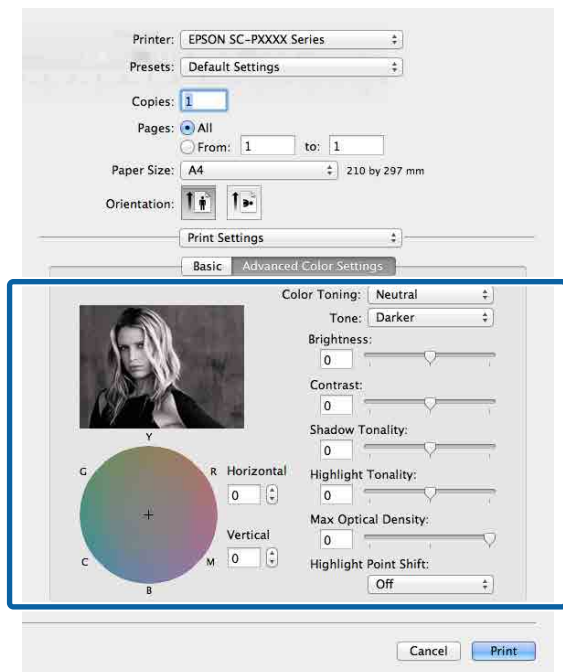 Printer: EPSON SC-PXXXX Series
Presets: Default Settings
Copies: 1
Pages: All
From: 1 to: 1
Paper Size: A4 210 by 297 mm
Orientation:
Print Settings
Basic Advanced Color Settings
Color Toning: Neutral
Tone: Darker
Brightness:
0
Contrast:
0
Shadow Tonality:
0
Highlight Tonality:
0
Max Optical Density:
0
Highlight Point Shift:
Off
Y
G R
C M
B
Horizontal
0
Vertical
0
Cancel Print